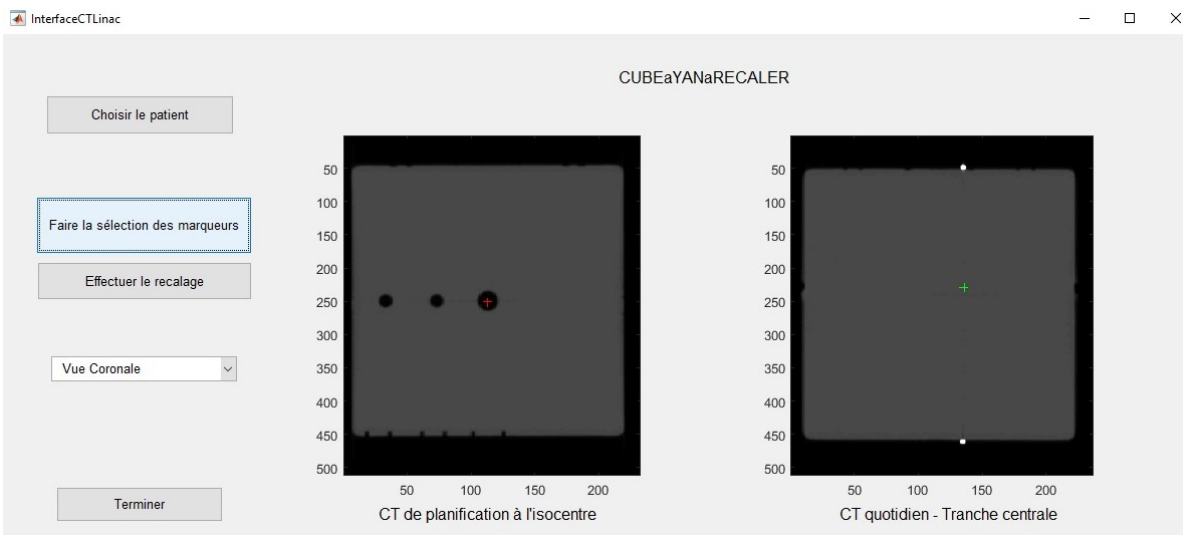 InterfaceCTLinac
CUBEaYANaRECALER
Choisir le patient
Faire la sélection des marqueurs
Effectuer le recalage
Vue Coronale
Terminer
50
100
150
200
250
300
350
400
450
500
50 100 150 200
CT de planification à l'isocentre
50
100
150
200
250
300
350
400
450
500
50 100 150 200
CT quotidien - Tranche centrale